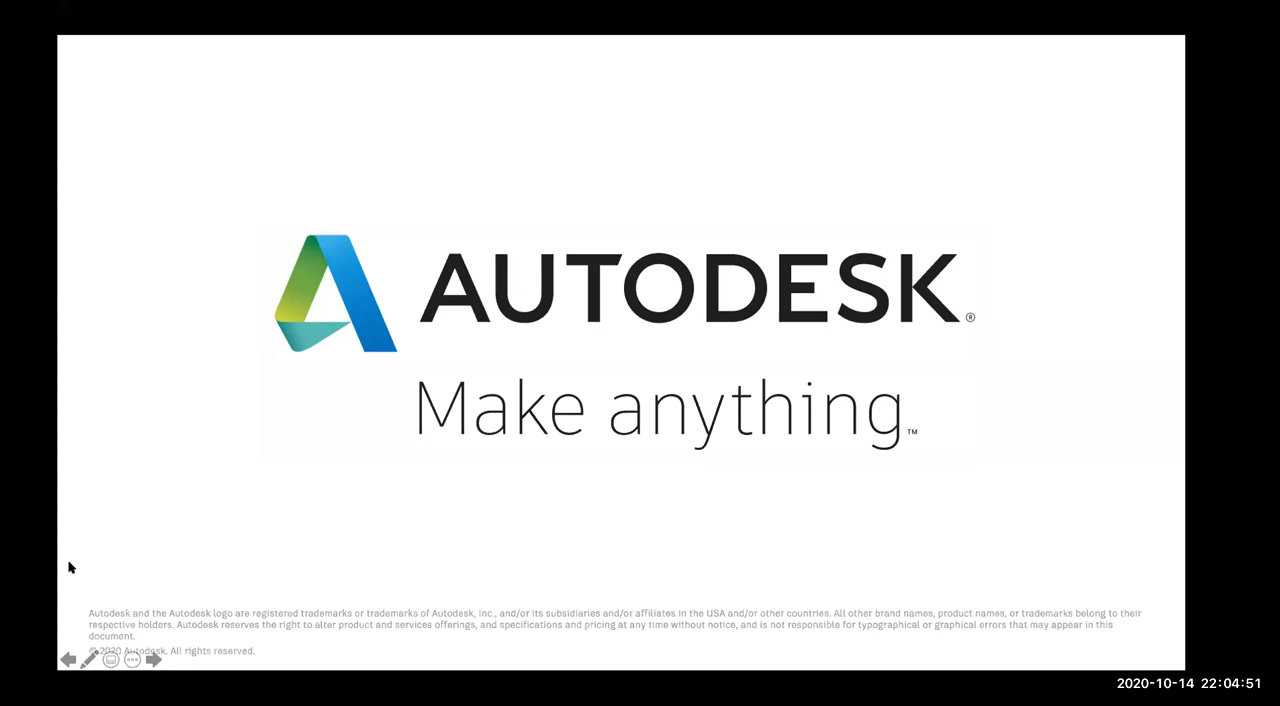 AUTODESK®
Make anything™
Autodesk and the Autodesk logo are registered trademarks or trademarks of Autodesk, Inc., and/or its subsidiaries and/or affiliates in the USA and/or other countries. All other brand names, product names, or trademarks belong to their
respective holders. Autodesk reserves the right to alter product and services offerings, and specifications and pricing at any time without notice, and is not responsible for typographical or graphical errors that may appear in this
document.
© 2020 Autodesk. All rights reserved.
2020-10-14 22:04:51